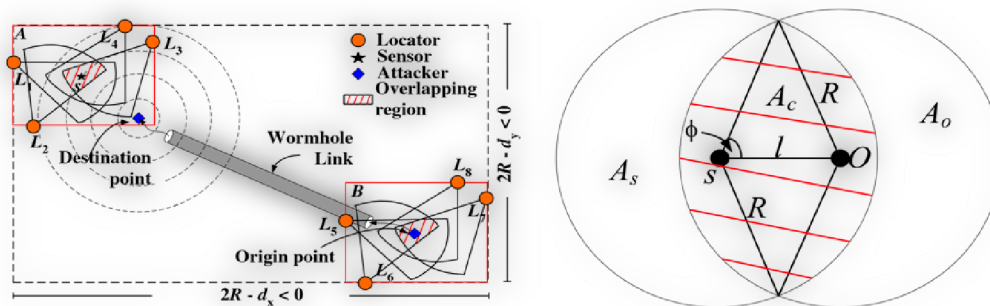 A
L4
L3
L1
s
L2
Destination
point
Locator
Sensor
Attacker
Overlapping
region
Wormhole
Link
2R - dy < 0
B
L8
L7
L5
L6
Origin point
2R - dx < 0
As
Ac
R
Ao
ϕ
l
s
O
R